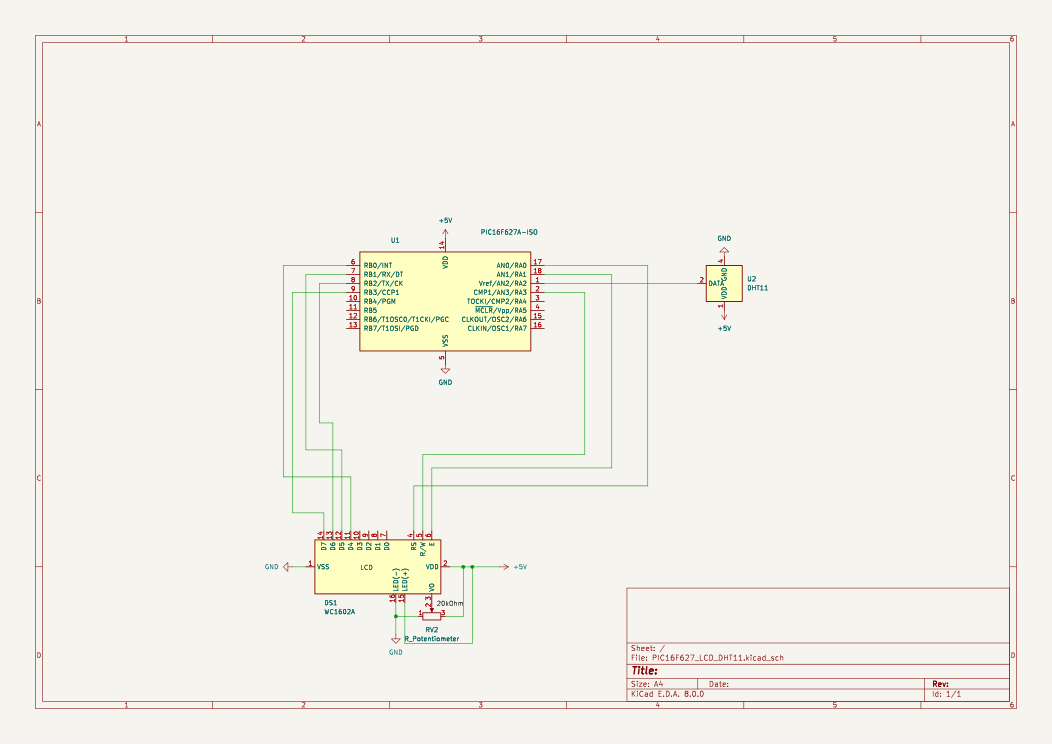 1 2 3 4 5 6
A A
+5V
U1 PIC16F627A-ISO
14
VDD
GND
6 RB0/INT AN0/RA0 17
7 RB1/RX/DT AN1/RA1 18
8 RB2/TX/CK Vref/AN2/RA2 1
9 RB3/CCP1 CMP1/AN3/RA3 2
10 RB4/PGM TOCKI/CMP2/RA4 3
11 RB5 MCLR/Vpp/RA5 4
12 RB6/T1OSCO/T1CKI/PGC CLKOUT/OSC2/RA6 15
13 RB7/T1OSI/PGD CLKIN/OSC1/RA7 16
VSS
5
GND
4
GND
2 DATA
U2
DHT11
VDD
1
+5V
B B
C C
14 13 12 11 10 9 8 7 4 5 6
D7 D6 D5 D4 D3 D2 D1 D0 RS R/W E
GND 1 VSS LCD VDD 2 +5V
LED(-) LED(+) VO
16 15 3
DS1
WC1602A
20kOhm
1 2 3
RV2
R_Potentiometer
GND
D D
Sheet: /
File: PIC16F627_LCD_DHT11.kicad_sch
Title:
Size: A4 Date: Rev:
KiCad E.D.A. 8.0.0 Id: 1/1
1 2 3 4 5 6